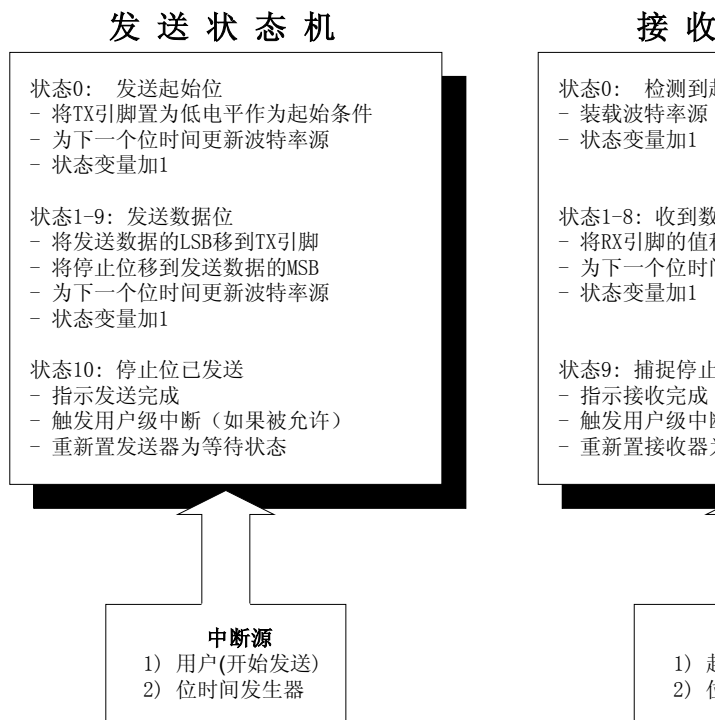 发送状态机
状态0: 发送起始位
- 将TX引脚置为低电平作为起始条件
- 为下一个位时间更新波特率源
- 状态变量加1
状态1-9: 发送数据位
- 将发送数据的LSB移到TX引脚
- 将停止位移到发送数据的MSB
- 为下一个位时间更新波特率源
- 状态变量加1
状态10: 停止位已发送
- 指示发送完成
- 触发用户级中断（如果被允许）
- 重新置发送器为等待状态
中断源
1) 用户(开始发送)
2) 位时间发生器
接收
状态0: 检测到起
- 装载波特率源
- 状态变量加1
状态1-8: 收到数
- 将RX引脚的值
- 为下一个位时
- 状态变量加1
状态9: 捕捉停止
- 指示接收完成
- 触发用户级中
- 重新置接收器
1)
2)